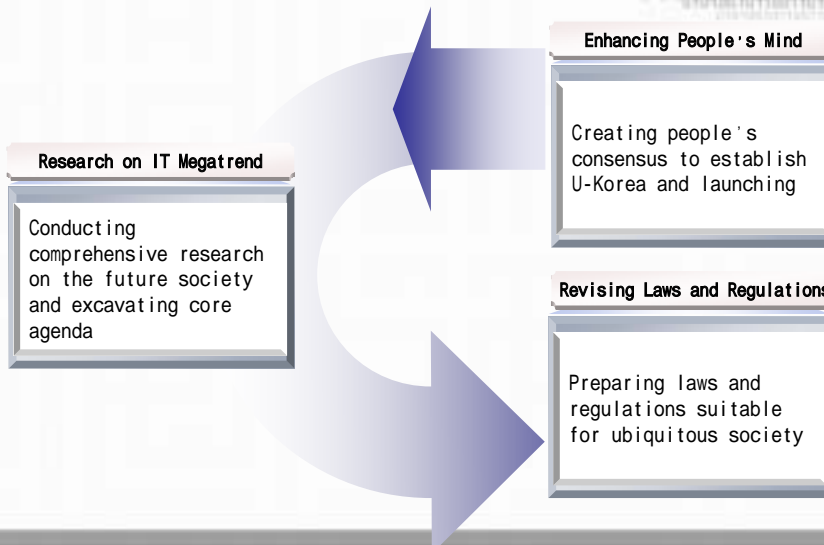 Enhancing People's Mind
Creating people's
consensus to establish
U-Korea and launching
Research on IT Megatrend
Conducting
comprehensive research
on the future society
and excavating core
agenda
Revising Laws and Regulations
Preparing laws and
regulations suitable
for ubiquitous society